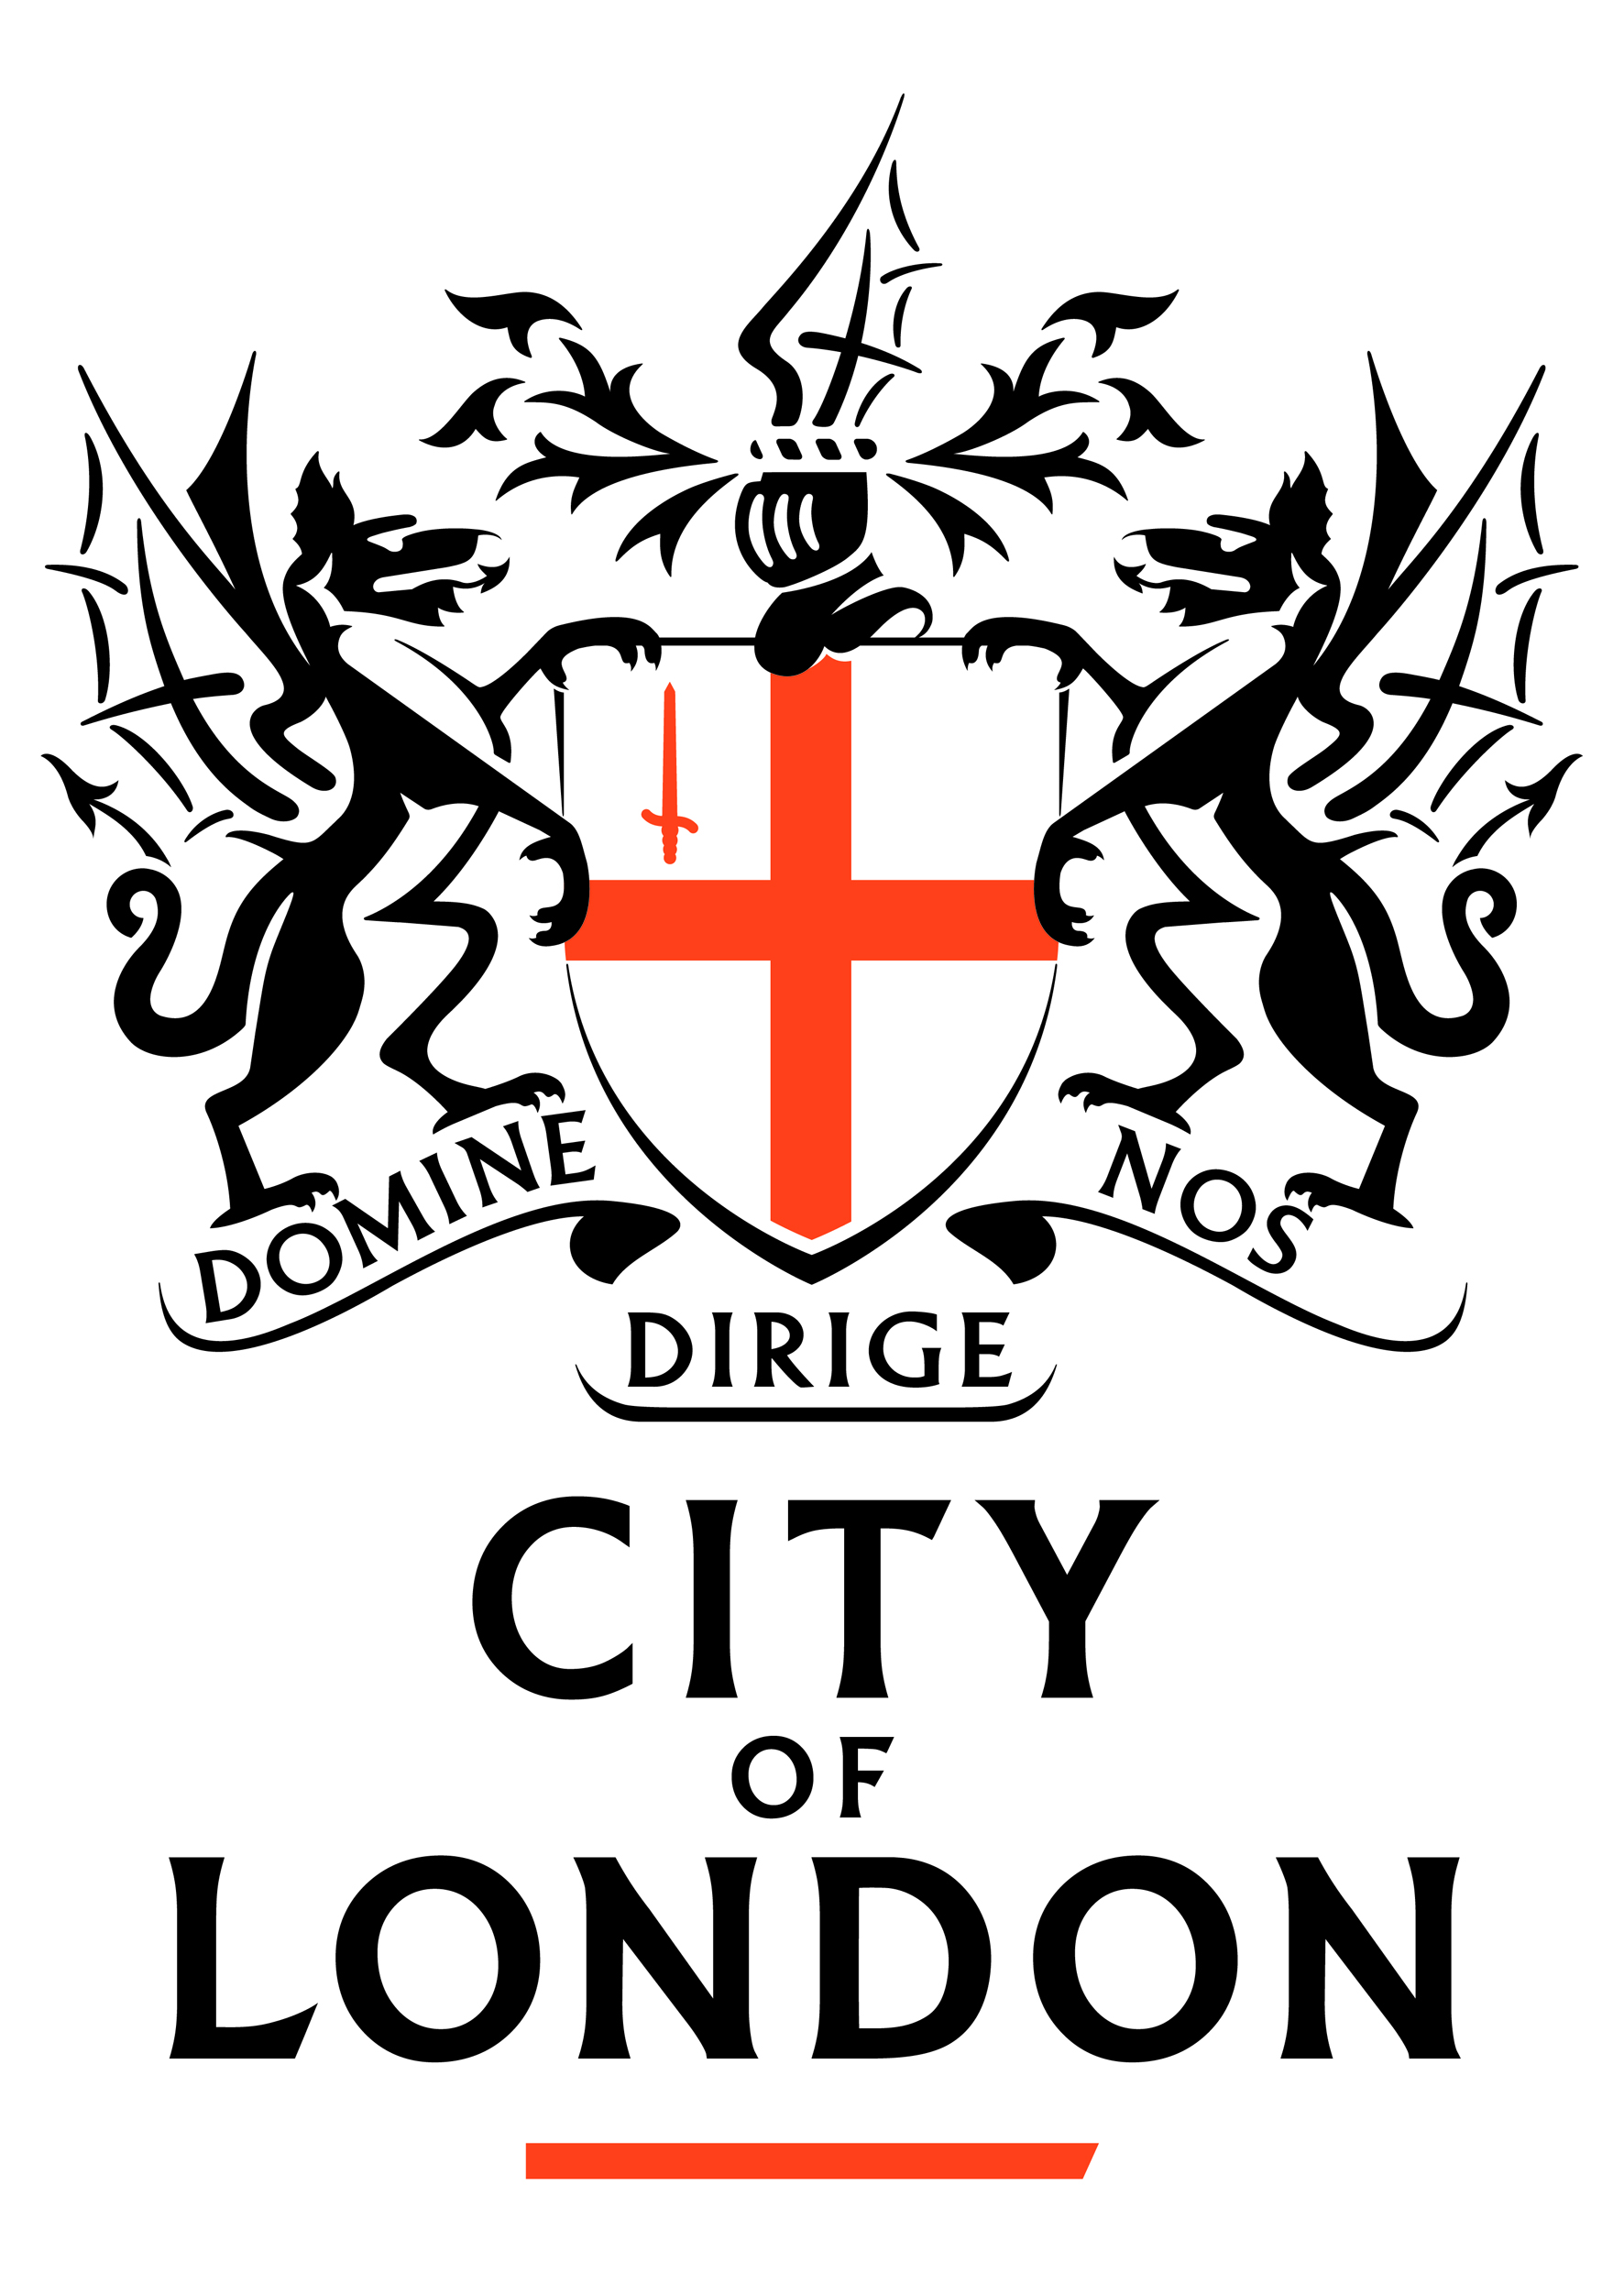 DOMINE DIRIGE NOS
CITY
OF
LONDON